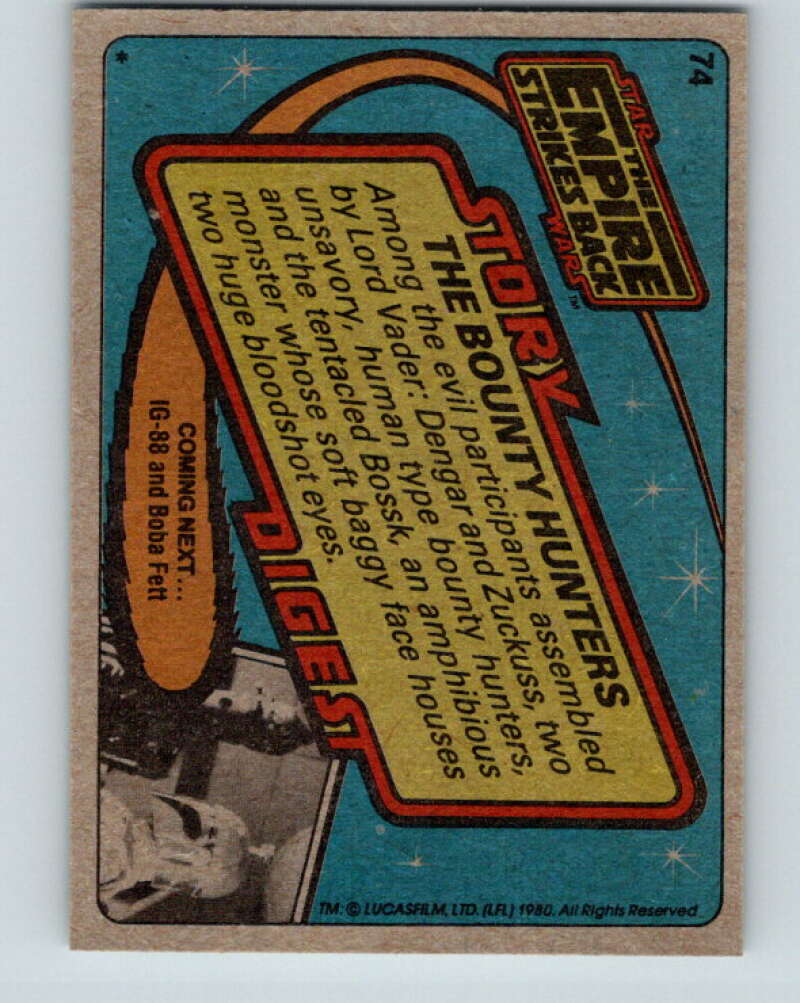 74
STAR
THE
EMPIRE
STRIKES BACK
WARS™
STORY
THE BOUNTY HUNTERS
Among the evil participants assembled
by Lord Vader: Dengar and Zuckuss, two
unsavory, human type bounty hunters,
and the tentacled Bossk, an amphibious
monster whose soft baggy face houses
two huge bloodshot eyes.
DIGEST
COMING NEXT...
IG-88 and Boba Fett
*
TM: © LUCASFILM, LTD. (LFL) 1980. All Rights Reserved